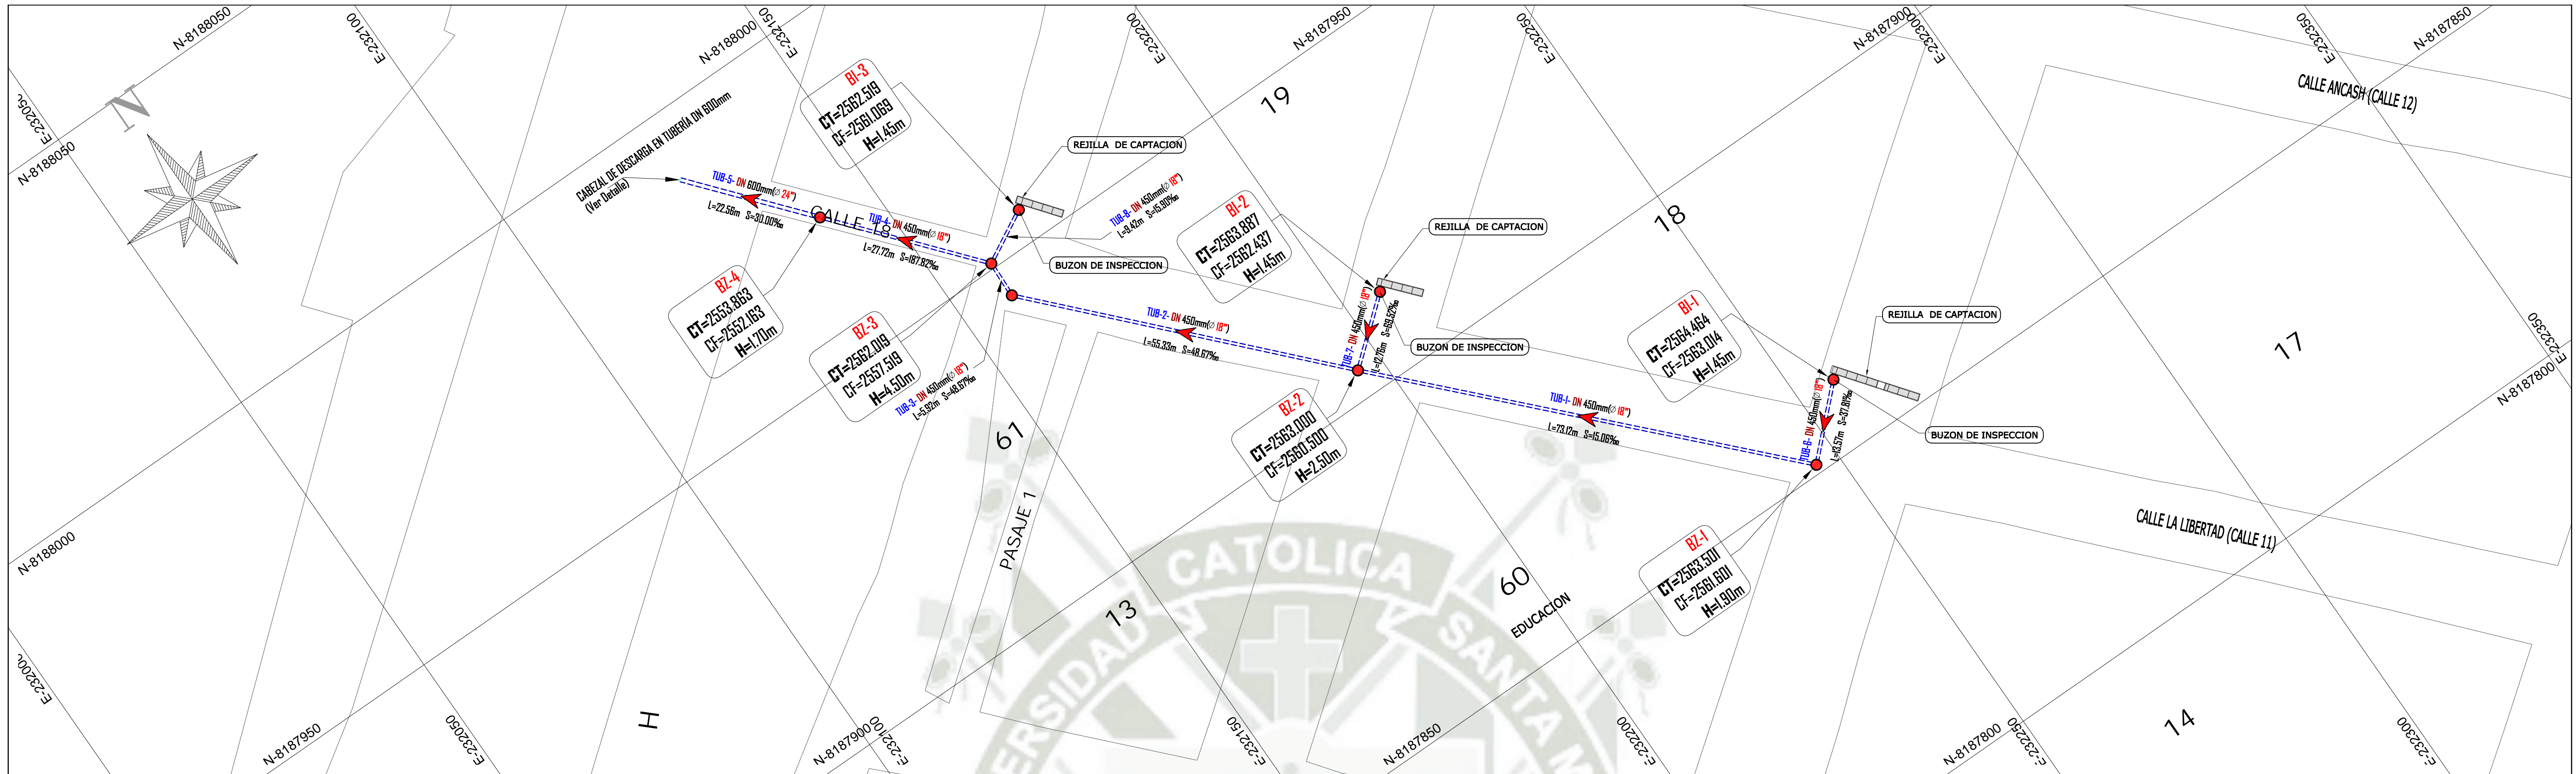 N-8188050
E-232100
N-8188000
E-232150
E-232200
N-8187950
E-232250
N-8187900
E-232300
E-232350
N-8187850
E-232050
N-8188050
N
CABEZAL DE DESCARGA EN TUBERÍA DN 600mm
(Ver Detalle)
BI-3
CT=2562.519
CF=2561.069
H=1.45m
REJILLA DE CAPTACION
19
CALLE ANCASH (CALLE 12)
TUB-5- DN 600mm(∅ 24")
L=22.56m S=30.00‰
CALLE 18
TUB-4- DN 450mm(∅ 18")
L=27.72m S=187.82‰
TUB-8- DN 450mm(∅ 18")
L=9.42m S=15.90‰
BUZON DE INSPECCION
BI-2
CT=2563.887
CF=2562.437
H=1.45m
REJILLA DE CAPTACION
18
BZ-4
CT=2553.863
CF=2552.163
H=1.70m
BZ-3
CT=2562.019
CF=2557.519
H=4.50m
TUB-3- DN 450mm(∅ 18")
L=5.92m S=48.67‰
TUB-2- DN 450mm(∅ 18")
L=55.33m S=48.67‰
TUB-7- DN 450mm(∅ 18")
L=12.76m S=69.52‰
BUZON DE INSPECCION
BI-1
CT=2564.464
CF=2563.014
H=1.45m
REJILLA DE CAPTACION
17
E-232350
N-8187800
BZ-2
CT=2563.000
CF=2560.500
H=2.50m
TUB-1- DN 450mm(∅ 18")
L=73.12m S=15.06‰
TUB-6- DN 450mm(∅ 18")
L=13.57m S=37.81‰
BUZON DE INSPECCION
61
PASAJE 1
13
60
EDUCACION
BZ-1
CT=2563.501
CF=2561.601
H=1.90m
CALLE LA LIBERTAD (CALLE 11)
14
N-8188000
E-232000
H
N-8187950
E-232050
N-8187900
E-232100
E-232150
N-8187850
E-232200
N-8187800
E-232250
E-232300
CATOLICA
ERSIDAD
SANTA M